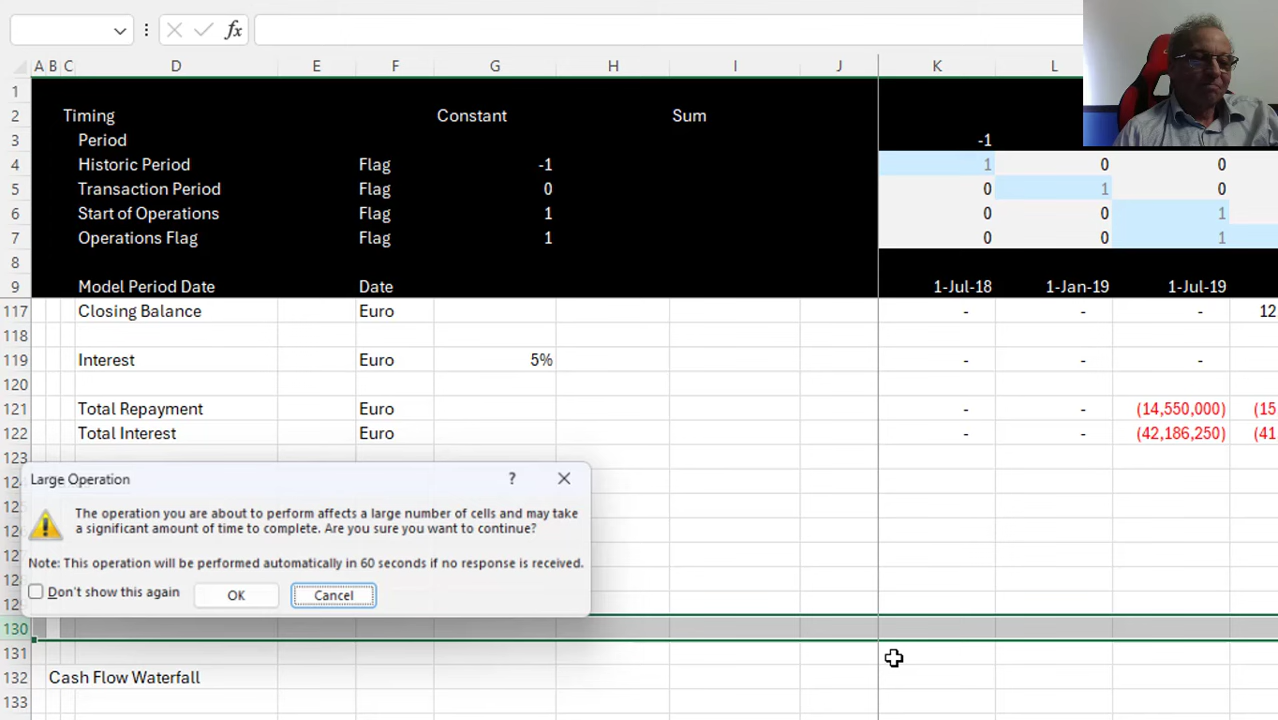 fx
A B C D E F G H I J K L
1
2 Timing Constant Sum
3 Period -1
4 Historic Period Flag -1 1 0 0
5 Transaction Period Flag 0 0 1 0
6 Start of Operations Flag 1 0 0 1
7 Operations Flag Flag 1 0 0 1
8
9 Model Period Date Date 1-Jul-18 1-Jan-19 1-Jul-19
117 Closing Balance Euro - - - 12
118
119 Interest Euro 5% - - -
120
121 Total Repayment Euro - - (14,550,000) (15
122 Total Interest Euro - - (42,186,250) (41
123
Large Operation ? ×
The operation you are about to perform affects a large number of cells and may take
a significant amount of time to complete. Are you sure you want to continue?
Note: This operation will be performed automatically in 60 seconds if no response is received.
Don't show this again OK Cancel
130
131
132 Cash Flow Waterfall
133